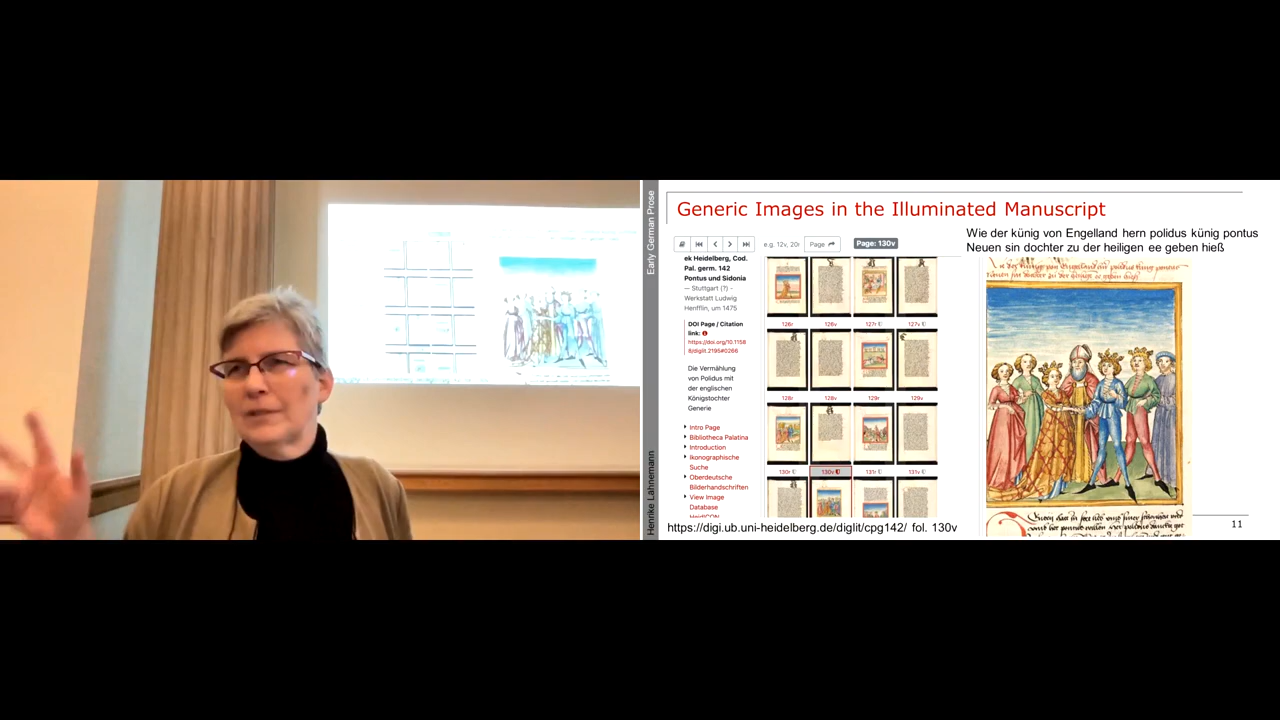 Early German Prose
Henrike Lähnemann
Generic Images in the Illuminated Manuscript
e.g. 12v, 20r
Page
Page: 130v
ek Heidelberg, Cod.
Pal. germ. 142
Pontus und Sidonia
— Stuttgart (?) -
Werkstatt Ludwig
Henfflin, um 1475
DOI Page / Citation
link:
https://doi.org/10.1158
8/diglit.2195#0266
Die Vermählung
von Polidus mit
der englischen
Königstochter
Generie
Intro Page
Bibliotheca Palatina
Introduction
Ikonographische
Suche
Oberdeutsche
Bilderhandschriften
View Image
Database
HeidICON
126r 126v 127r 127v
128r 128v 129r 129v
130r 130v 131r 131v
https://digi.ub.uni-heidelberg.de/diglit/cpg142/ fol. 130v
Wie der künig von Engelland hern polidus künig pontus
Neuen sin dochter zu der heiligen ee geben hieß
11